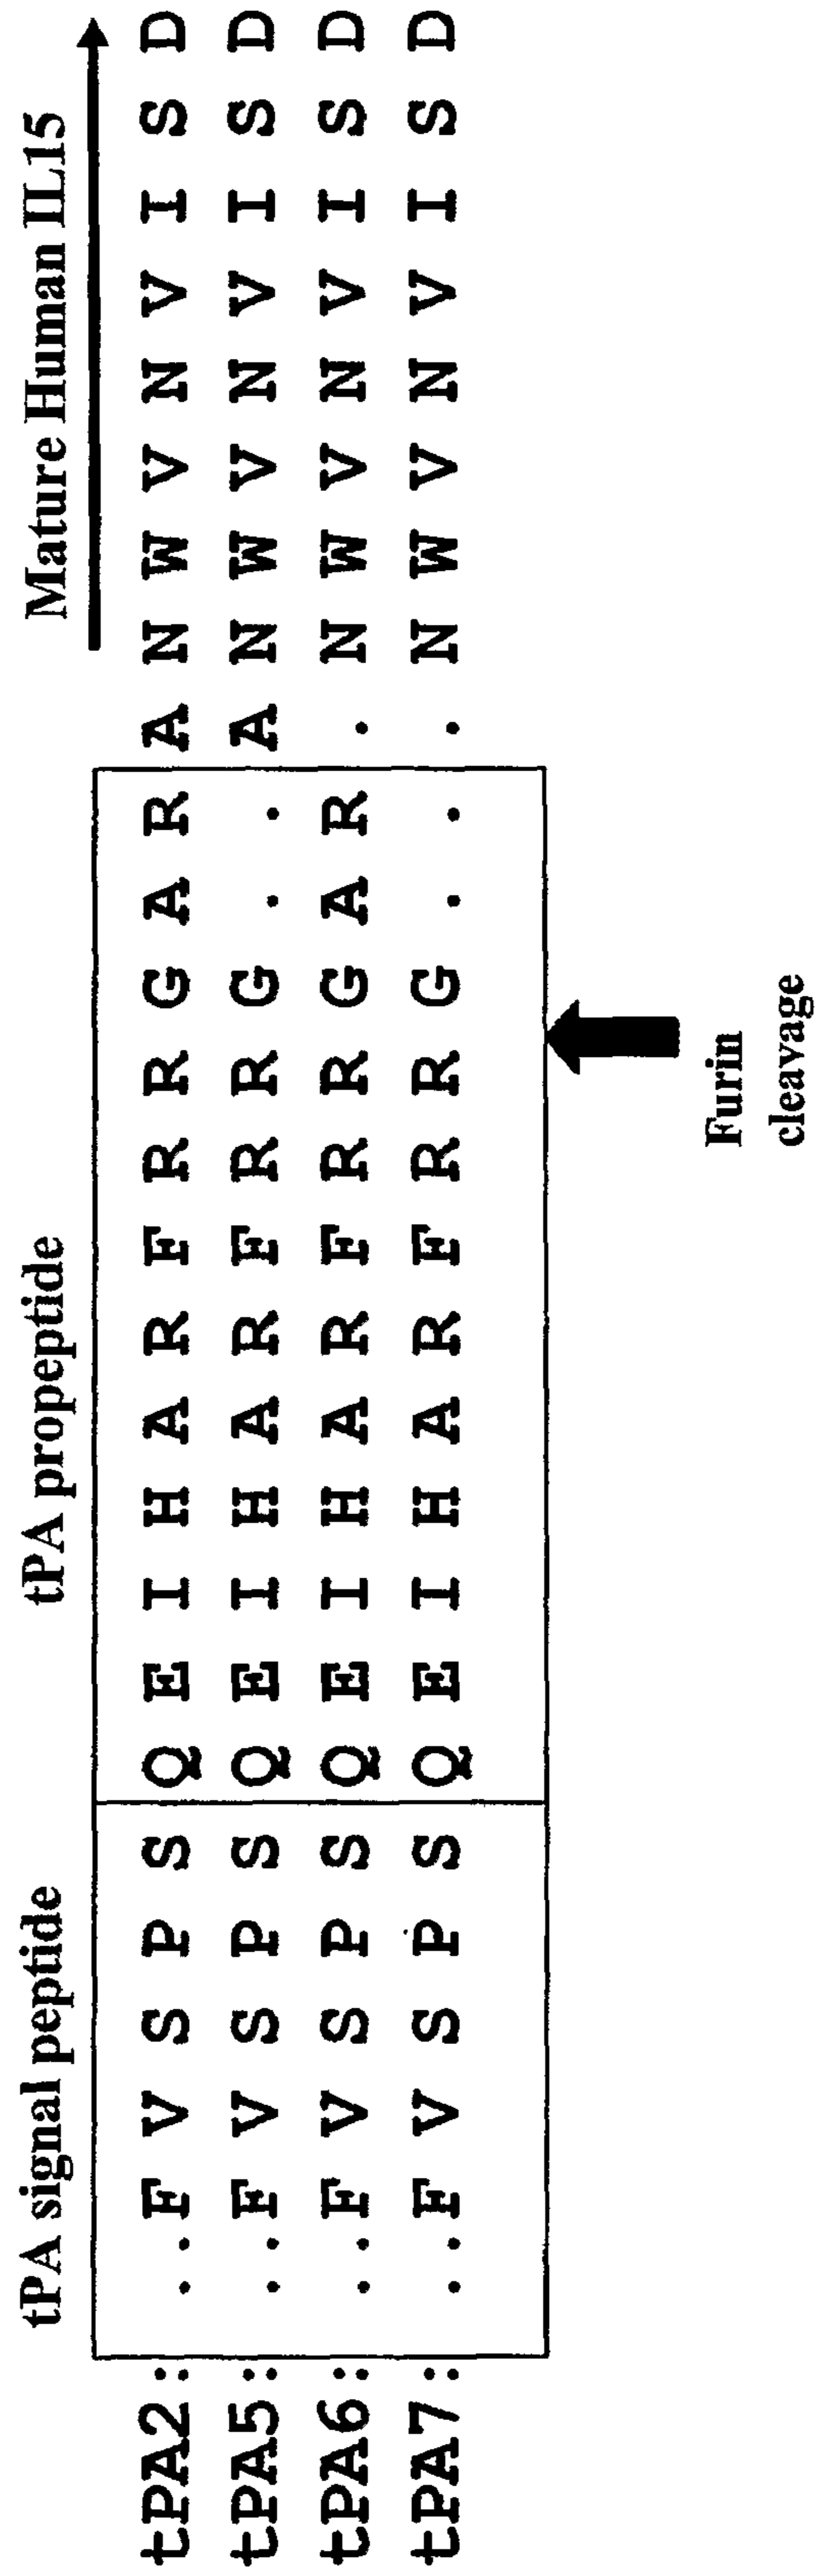 tPA signal peptide tPA propeptide Mature Human IL15
tPA2: ..F V S P S Q E I H A R F R R G A R A N W V N V I S D
tPA5: ..F V S P S Q E I H A R F R R G . . A N W V N V I S D
tPA6: ..F V S P S Q E I H A R F R R G A R . N W V N V I S D
tPA7: ..F V S P S Q E I H A R F R R G . . . N W V N V I S D
Furin
cleavage